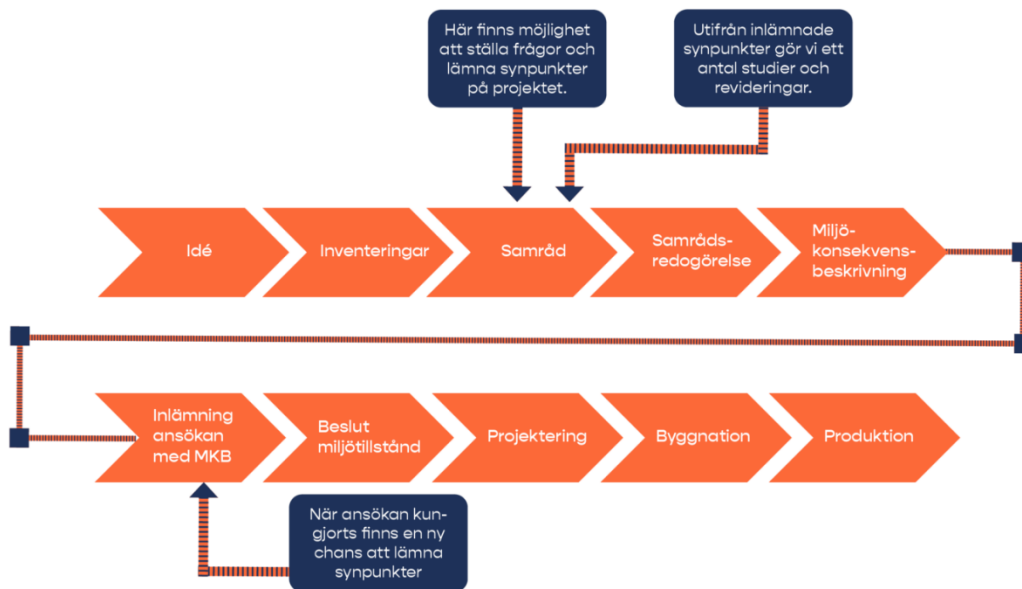 Här finns möjlighet
att ställa frågor och
lämna synpunkter
på projektet.
Utifrån inlämnade
synpunkter gör vi ett
antal studier och
revideringar.
Idé
Inventeringar
Samråd
Samråds-
redogörelse
Miljö-
konsekvens-
beskrivning
Inlämning
ansökan
med MKB
Beslut
miljötillstånd
Projektering
Byggnation
Produktion
När ansökan kun-
gjorts finns en ny
chans att lämna
synpunkter